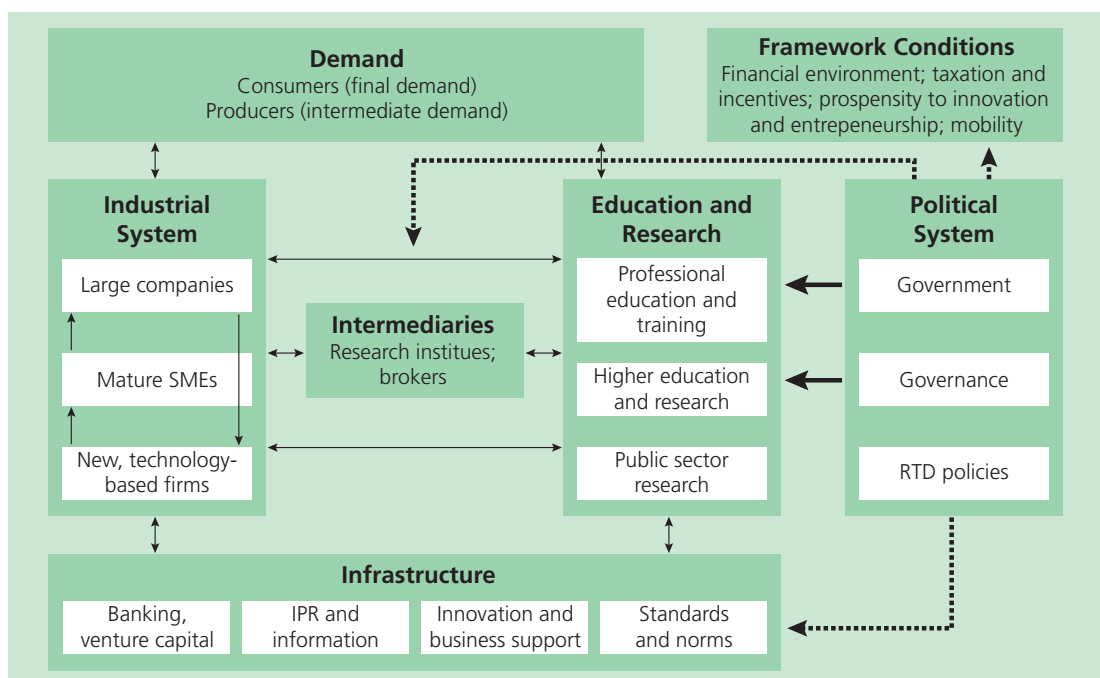 Demand
Consumers (final demand)
Producers (intermediate demand)
Framework Conditions
Financial environment; taxation and
incentives; prospensity to innovation
and entrepeneurship; mobility
Industrial
System
Large companies
Mature SMEs
New, technology-
based firms
Intermediaries
Research institues;
brokers
Education and
Research
Professional
education and
training
Higher education
and research
Public sector
research
Political
System
Government
Governance
RTD policies
Infrastructure
Banking,
venture capital
IPR and
information
Innovation and
business support
Standards
and norms